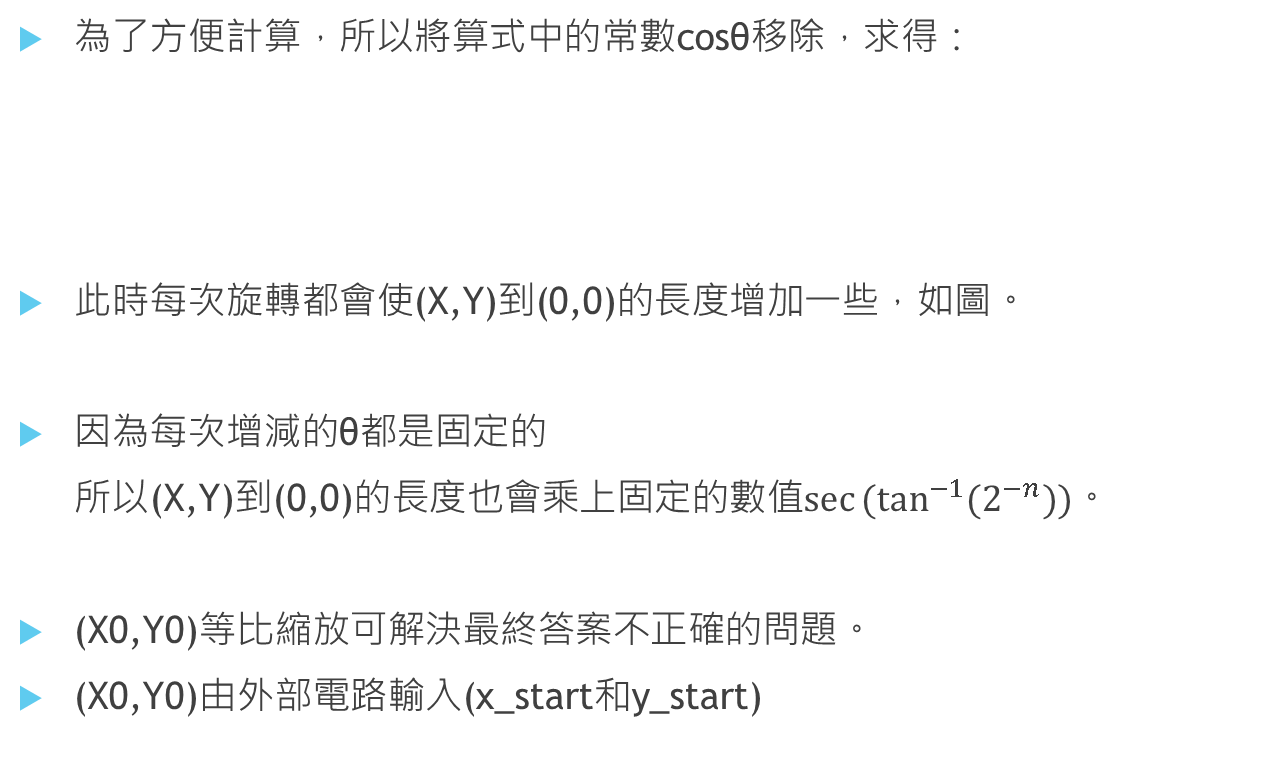 為了方便計算，所以將算式中的常數cosθ移除，求得：
此時每次旋轉都會使(X,Y)到(0,0)的長度增加一些，如圖。
因為每次增減的θ都是固定的
所以(X,Y)到(0,0)的長度也會乘上固定的數值sec (tan⁻¹(2⁻ⁿ))。
(X0,Y0)等比縮放可解決最終答案不正確的問題。
(X0,Y0)由外部電路輸入(x_start和y_start)